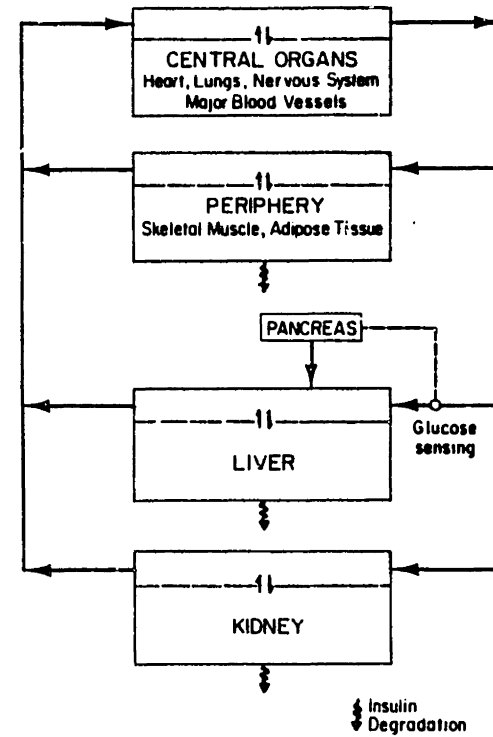 CENTRAL ORGANS
Heart, Lungs, Nervous System
Major Blood Vessels
PERIPHERY
Skeletal Muscle, Adipose Tissue
PANCREAS
Glucose
sensing
LIVER
KIDNEY
Insulin
Degradation